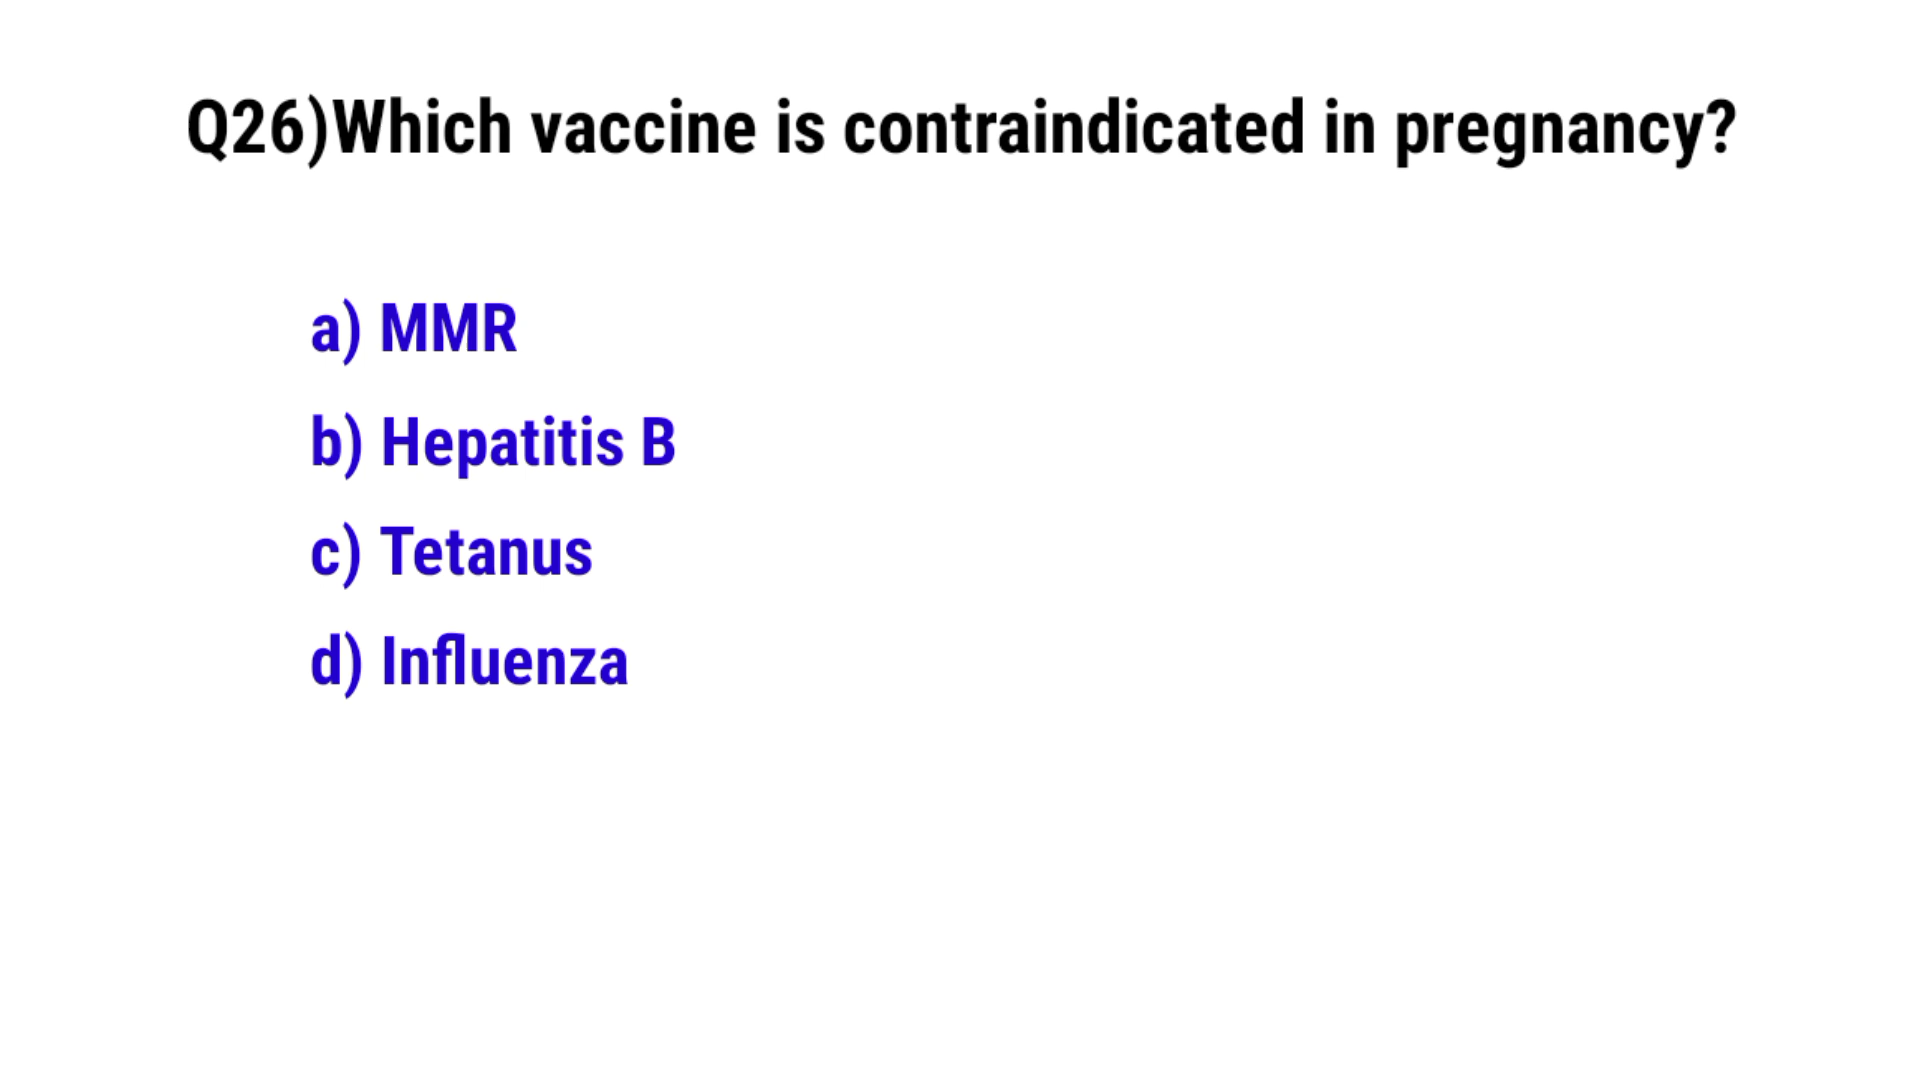 Q26)Which vaccine is contraindicated in pregnancy?
a) MMR
b) Hepatitis B
c) Tetanus
d) Influenza